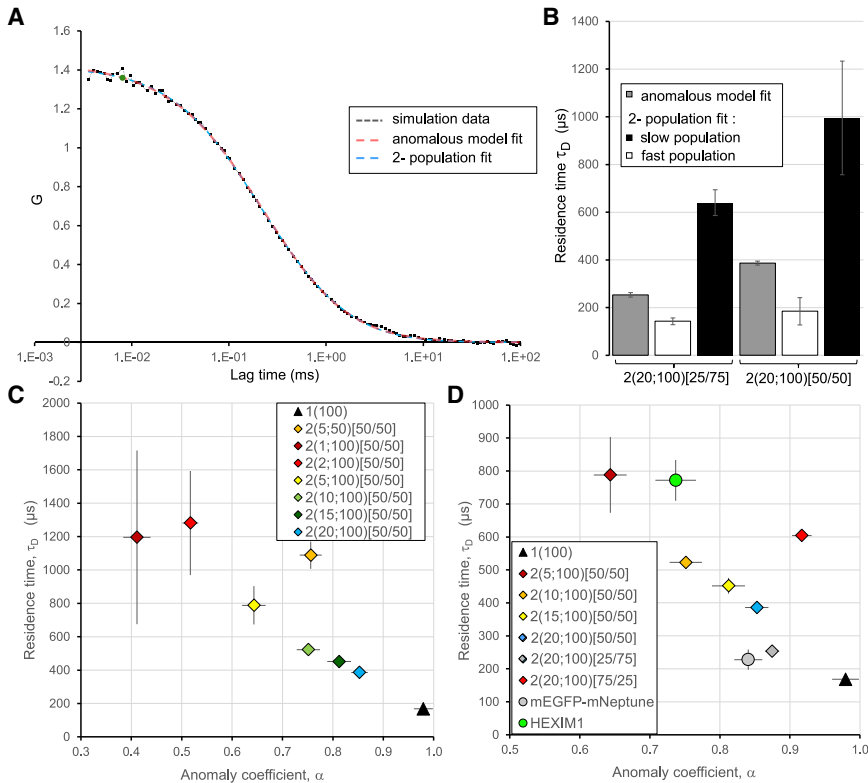 A
1.6
1.4
1.2
1
0.8
0.6
0.4
0.2
0
-0.2
G
1.E-03
1.E-02
1.E-01
1.E+00
1.E+01
1.E+02
Lag time (ms)
simulation data
anomalous model fit
2- population fit
B
1400
1200
1000
800
600
400
200
0
Residence time τD (µs)
anomalous model fit
2- population fit :
slow population
fast population
2(20;100)[25/75]
2(20;100)[50/50]
C
2000
1800
1600
1400
1200
1000
800
600
400
200
0
Residence time, τD (µs)
1(100)
2(5;50)[50/50]
2(1;100)[50/50]
2(2;100)[50/50]
2(5;100)[50/50]
2(10;100)[50/50]
2(15;100)[50/50]
2(20;100)[50/50]
0.3
0.4
0.5
0.6
0.7
0.8
0.9
1.0
Anomaly coefficient, α
D
1000
900
800
700
600
500
400
300
200
100
0
Residence time, τD (µs)
1(100)
2(5;100)[50/50]
2(10;100)[50/50]
2(15;100)[50/50]
2(20;100)[50/50]
2(20;100)[25/75]
2(20;100)[75/25]
mEGFP-mNeptune
HEXIM1
0.5
0.6
0.7
0.8
0.9
1.0
Anomaly coefficient, α